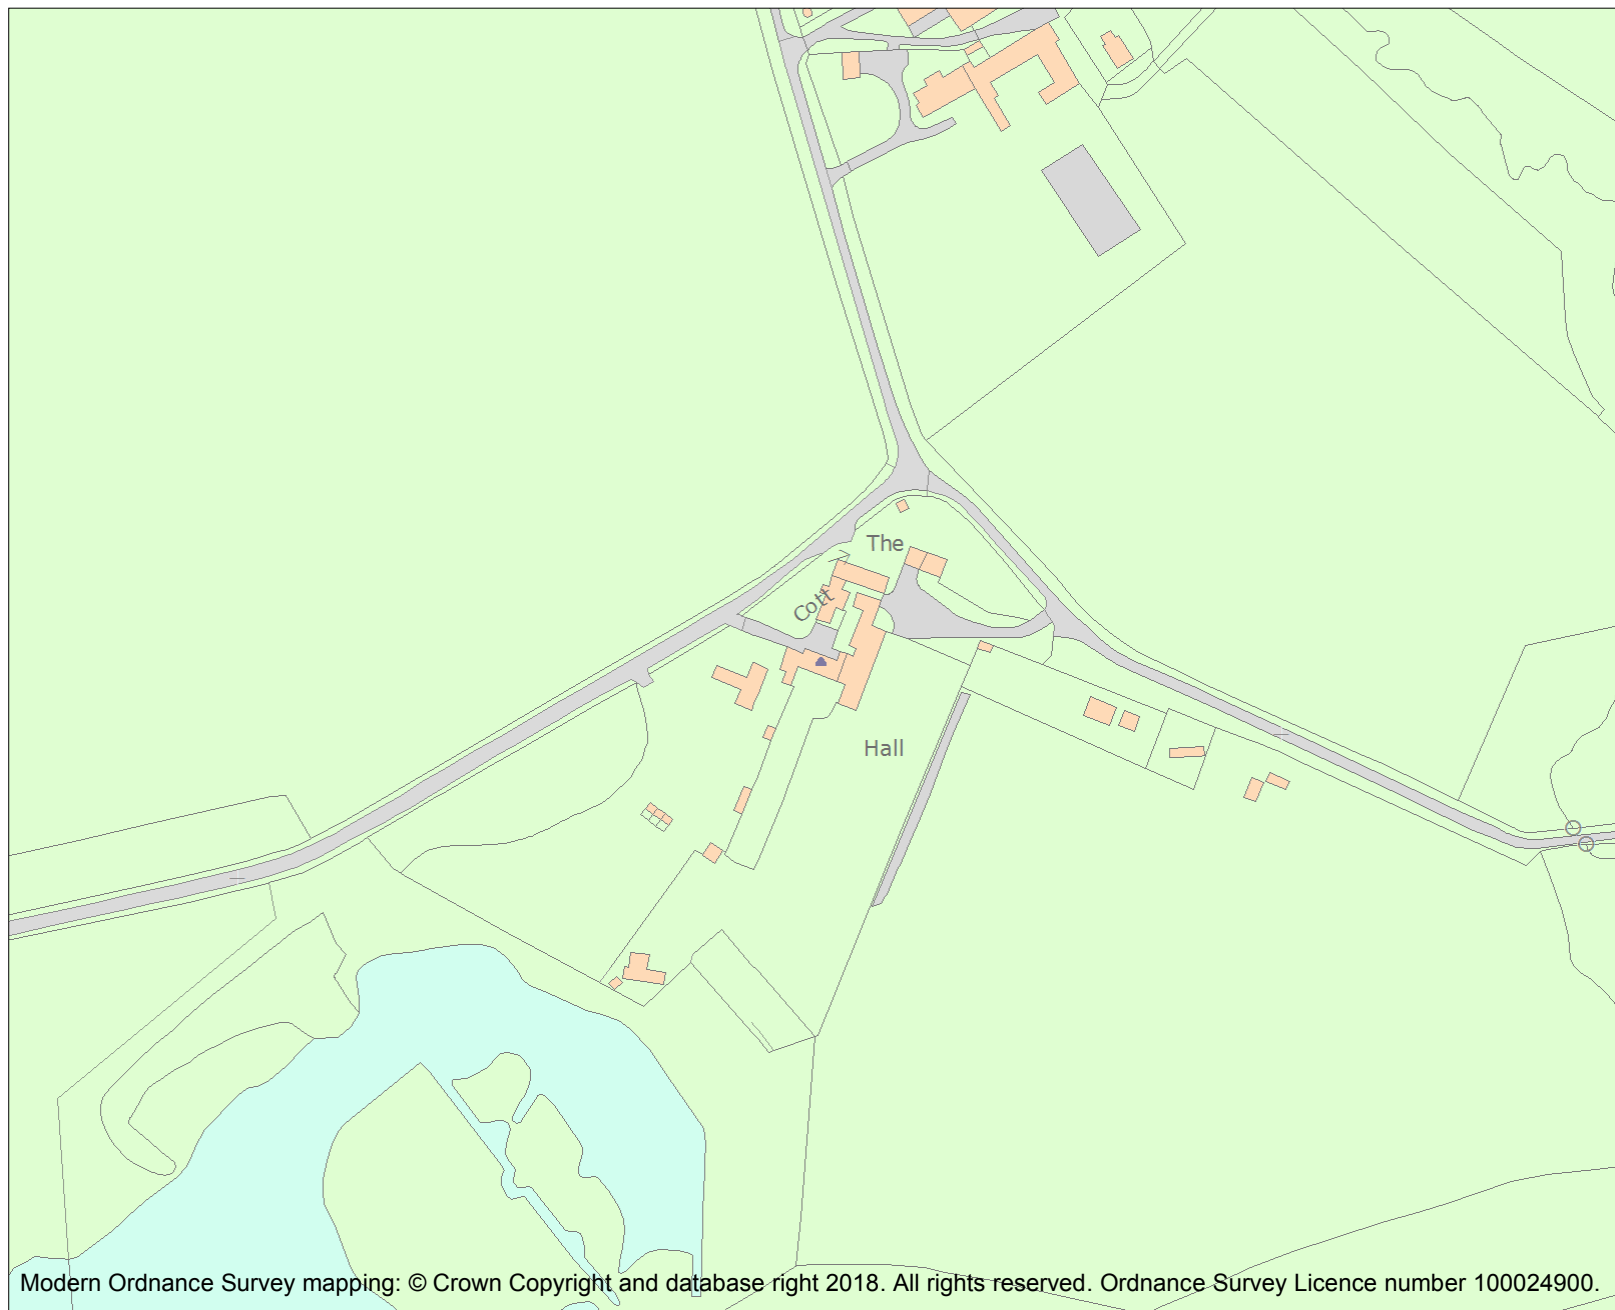 The
Cott
Hall
Modern Ordnance Survey mapping: © Crown Copyright and database right 2018. All rights reserved. Ordnance Survey Licence number 100024900.